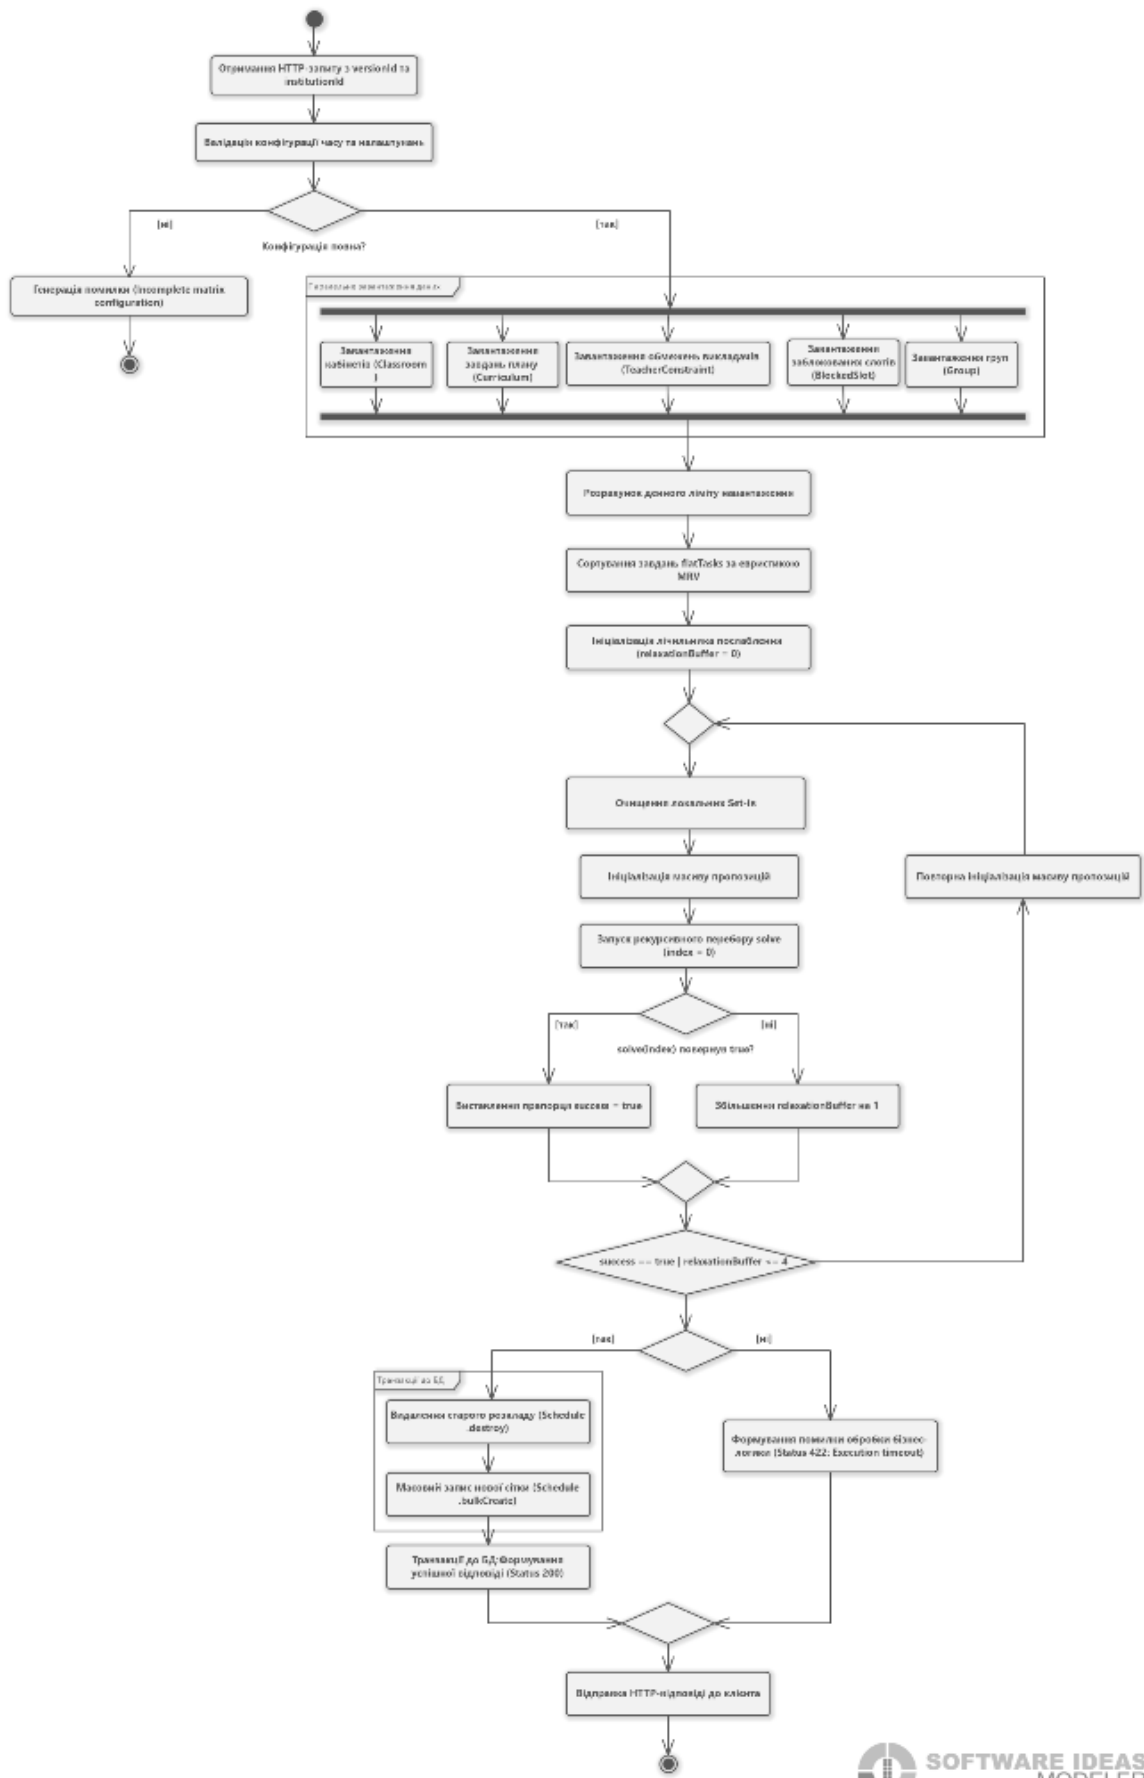 Отримання HTTP-запиту з versionId та
institutionId
Валідація конфігурації часу та налаштувань
[ні]
[так]
Конфігурація повна?
Генерація помилки (Incomplete matrix
configuration)
Паралельне завантаження даних
Завантаження
кабінетів (Classroom
)
Завантаження
завдань плану
(Curriculum)
Завантаження обмежень викладачів
(TeacherConstraint)
Завантаження
заблокованих слотів
(BlockedSlot)
Завантаження груп
(Group)
Розрахунок денного ліміту навантаження
Сортування завдань flatTasks за евристикою
MRV
Ініціалізація лічильника послаблення
(relaxationBuffer = 0)
Очищення локальних Set-ів
Ініціалізація масиву пропозицій
Повторна ініціалізація масиву пропозицій
Запуск рекурсивного перебору solve
(index = 0)
[так]
[ні]
solve(index) повернув true?
Виставлення прапорця success = true
Збільшення relaxationBuffer на 1
success == true | relaxationBuffer == 4
[так]
[ні]
Транзакції до БД
Видалення старого розкладу (Schedule
.destroy)
Масовий запис нової сітки (Schedule
.bulkCreate)
Транзакції до БД:Формування
успішної відповіді (Status 200)
Формування помилки обробки бізнес-
логики (Status 422: Execution timeout)
Відправка HTTP-відповіді до клієнта
SOFTWARE IDEAS
MODELER